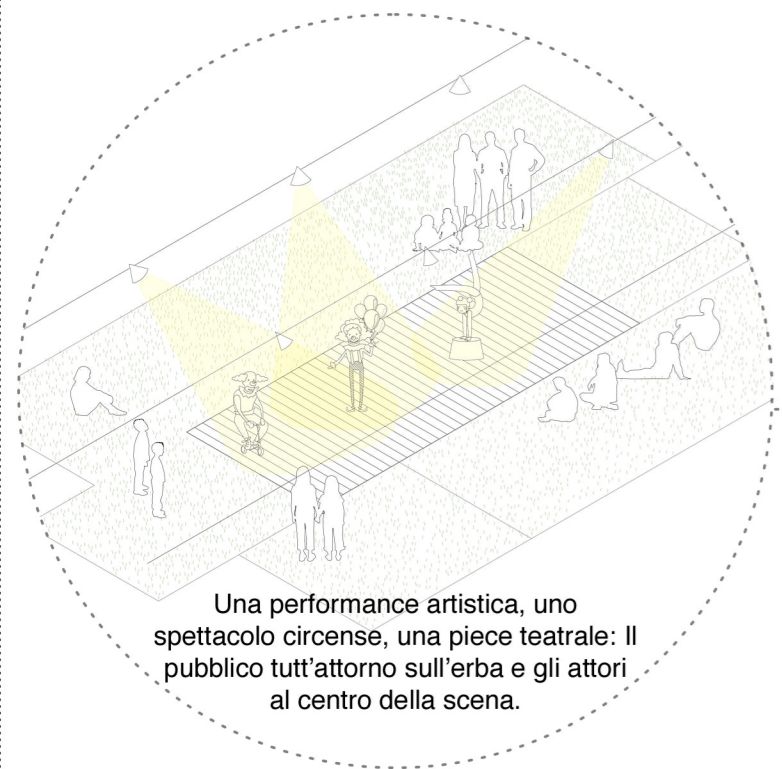 Una performance artistica, uno
spettacolo circense, una piece teatrale: Il
pubblico tutt'attorno sull'erba e gli attori
al centro della scena.